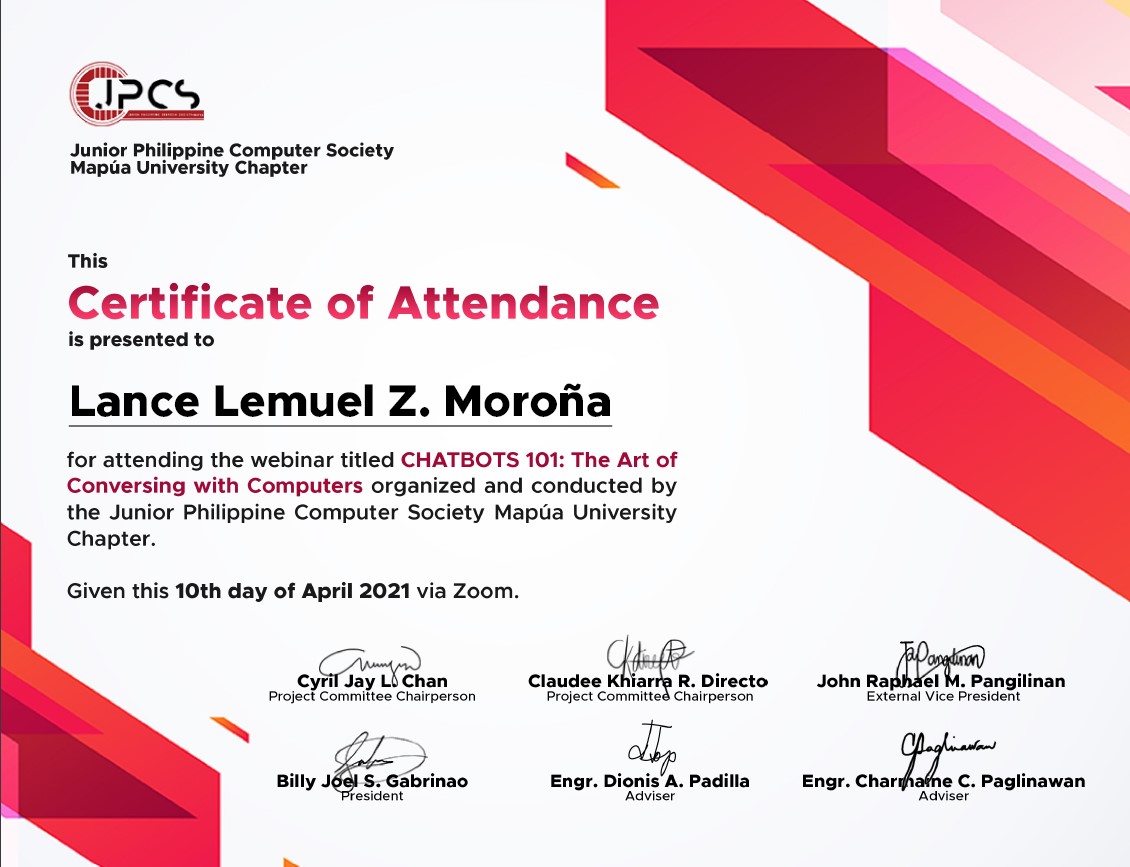 JPCS
Junior Philippine Computer Society
Mapúa University Chapter
This
Certificate of Attendance
is presented to
Lance Lemuel Z. Moroña
for attending the webinar titled CHATBOTS 101: The Art of
Conversing with Computers organized and conducted by
the Junior Philippine Computer Society Mapúa University
Chapter.
Given this 10th day of April 2021 via Zoom.
Cyril Jay L. Chan
Project Committee Chairperson
Claudee Khiarra R. Directo
Project Committee Chairperson
John Raphael M. Pangilinan
External Vice President
Billy Joel S. Gabrinao
President
Engr. Dionis A. Padilla
Adviser
Engr. Charmaine C. Paglinawan
Adviser